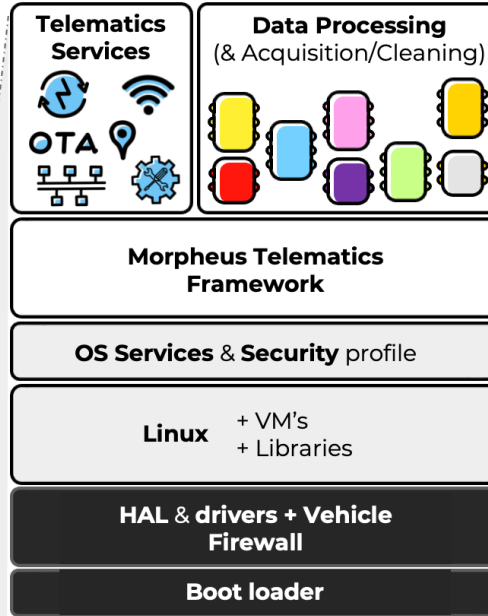 Telematics
Services
OTA
Data Processing
(& Acquisition/Cleaning)
Morpheus Telematics
Framework
OS Services & Security profile
Linux
+ VM's
+ Libraries
HAL & drivers + Vehicle
Firewall
Boot loader